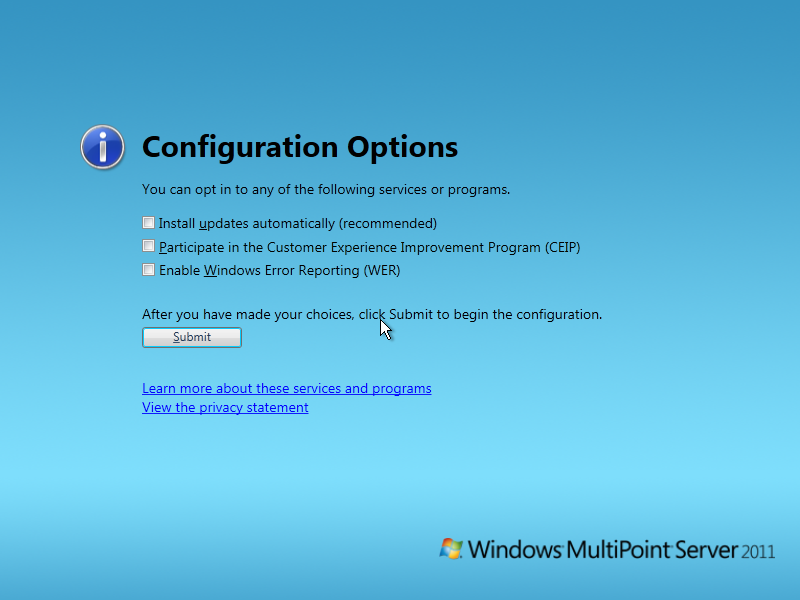 Configuration Options
You can opt in to any of the following services or programs.
Install updates automatically (recommended)
Participate in the Customer Experience Improvement Program (CEIP)
Enable Windows Error Reporting (WER)
After you have made your choices, click Submit to begin the configuration.
Submit
Learn more about these services and programs
View the privacy statement
Windows MultiPoint Server 2011